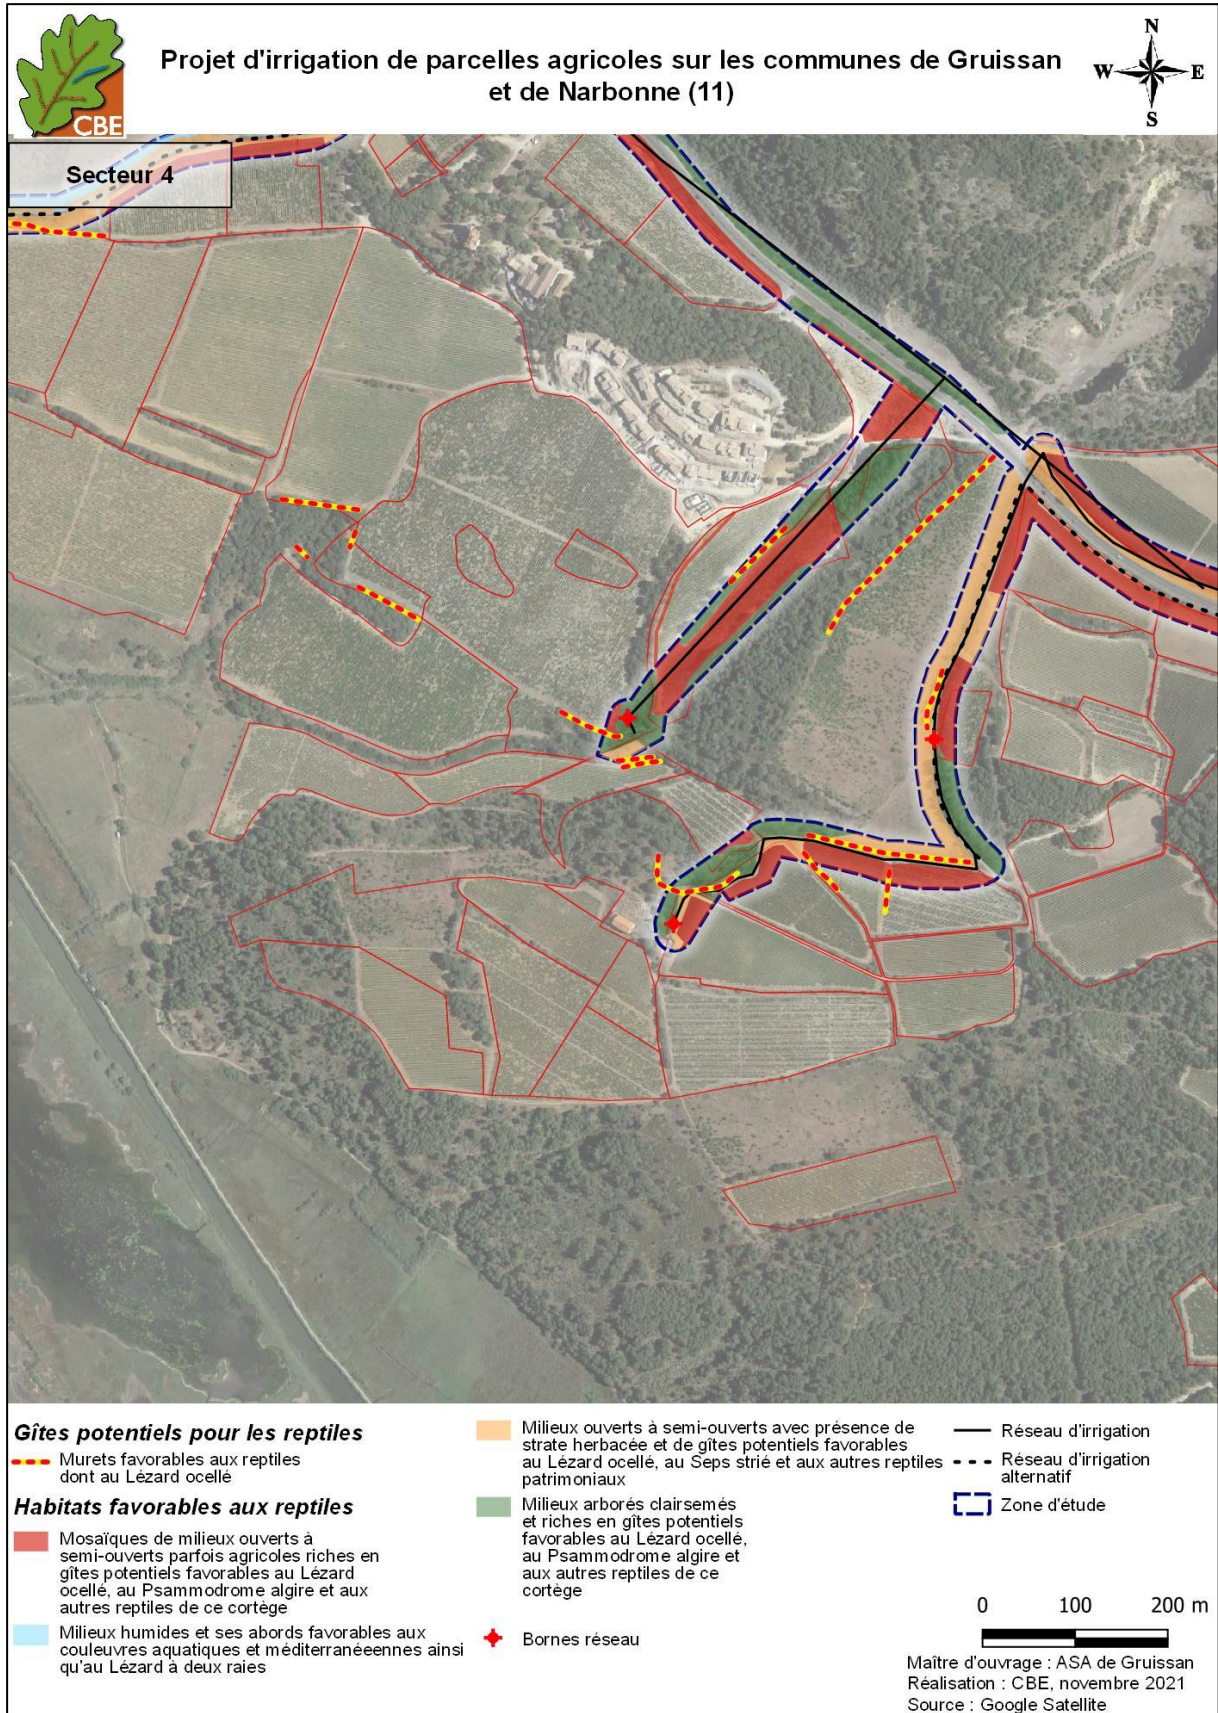 Projet d'irrigation de parcelles agricoles sur les communes de Gruissan
et de Narbonne (11)
N
W
E
S
CBE
Secteur 4
Gîtes potentiels pour les reptiles
Murets favorables aux reptiles
dont au Lézard ocellé
Habitats favorables aux reptiles
Mosaïques de milieux ouverts à
semi-ouverts parfois agricoles riches en
gîtes potentiels favorables au Lézard
ocellé, au Psammodrome algire et aux
autres reptiles de ce cortège
Milieux humides et ses abords favorables aux
couleuvres aquatiques et méditerranéeennes ainsi
qu'au Lézard à deux raies
Milieux ouverts à semi-ouverts avec présence de
strate herbacée et de gîtes potentiels favorables
au Lézard ocellé, au Seps strié et aux autres reptiles
patrimoniaux
Milieux arborés clairsemés
et riches en gîtes potentiels
favorables au Lézard ocellé,
au Psammodrome algire et
aux autres reptiles de ce
cortège
Bornes réseau
Réseau d'irrigation
Réseau d'irrigation
alternatif
Zone d'étude
0 100 200 m
Maître d'ouvrage : ASA de Gruissan
Réalisation : CBE, novembre 2021
Source : Google Satellite